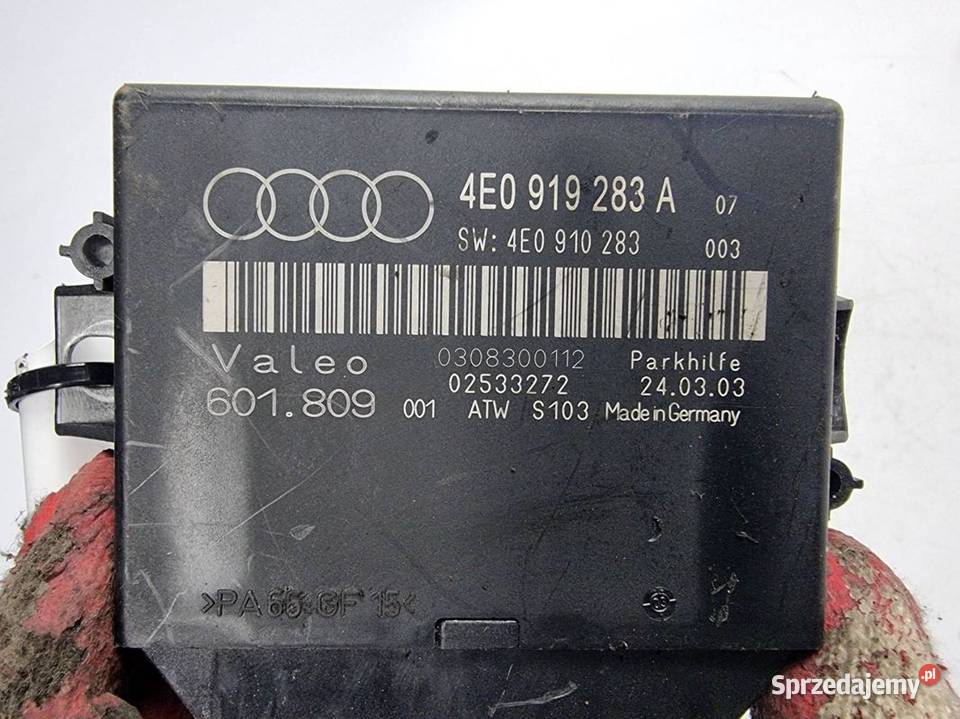 4E0 919 283 A 07
SW: 4E0 910 283 003
Valeo 0308300112 Parkhilfe
02533272 24.03.03
601.809 001 ATW S103 Made in Germany
>PA 66 GF 15<
Sprzedajemy.pl